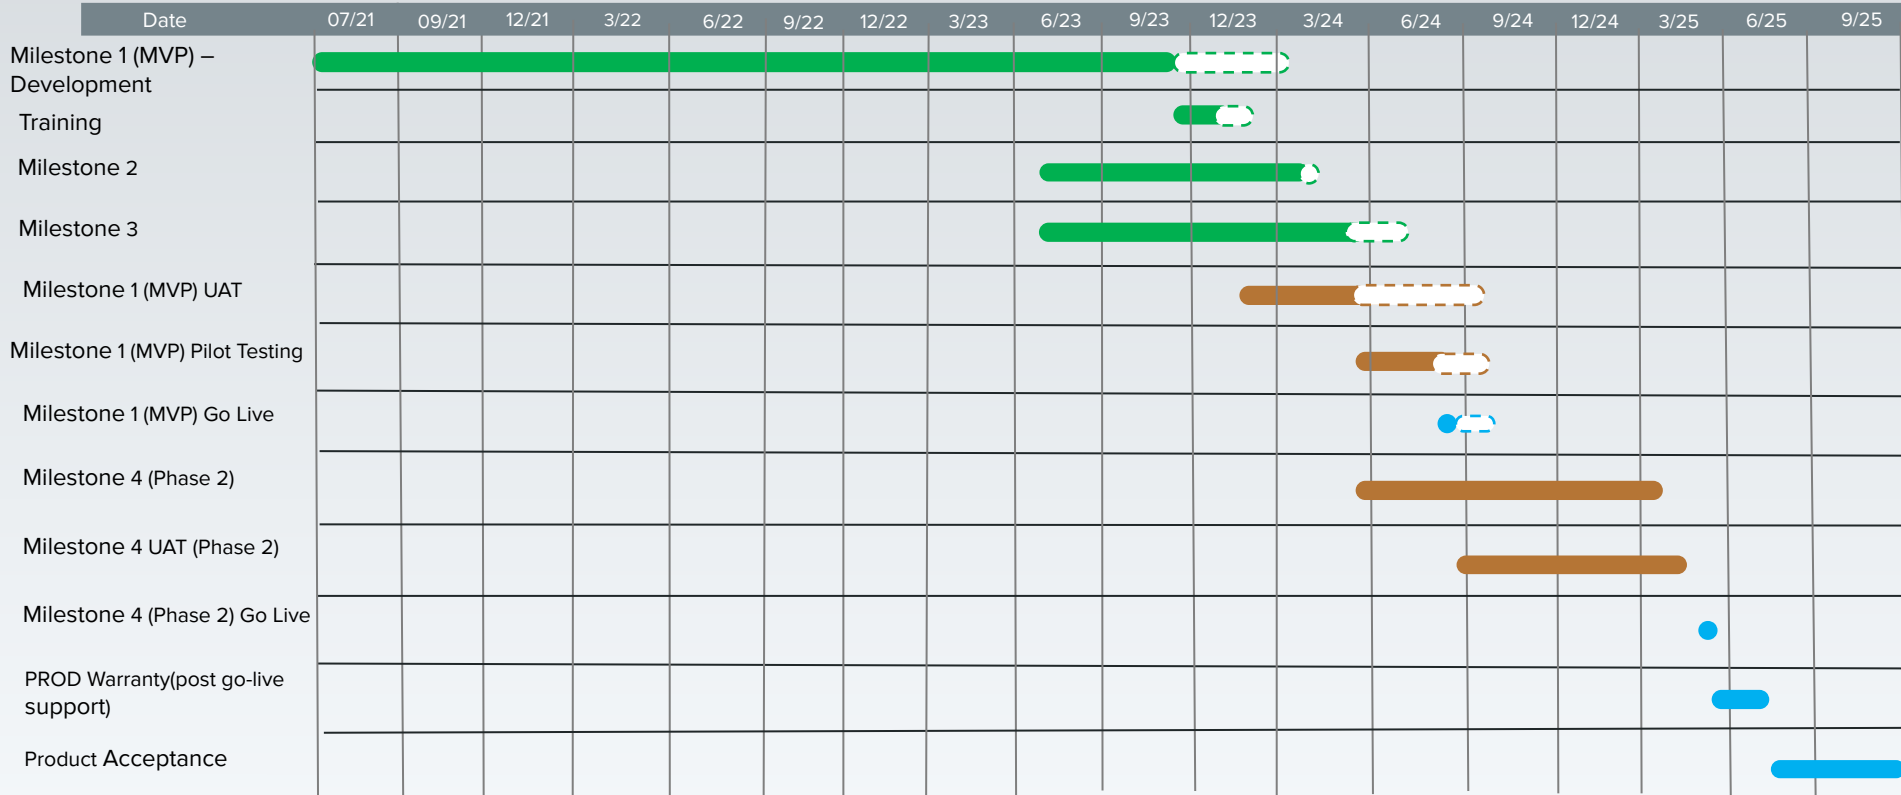 Date 07/21 09/21 12/21 3/22 6/22 9/22 12/22 3/23 6/23 9/23 12/23 3/24 6/24 9/24 12/24 3/25 6/25 9/25
Milestone 1 (MVP) –
Development
Training
Milestone 2
Milestone 3
Milestone 1 (MVP) UAT
Milestone 1 (MVP) Pilot Testing
Milestone 1 (MVP) Go Live
Milestone 4 (Phase 2)
Milestone 4 UAT (Phase 2)
Milestone 4 (Phase 2) Go Live
PROD Warranty(post go-live
support)
Product Acceptance